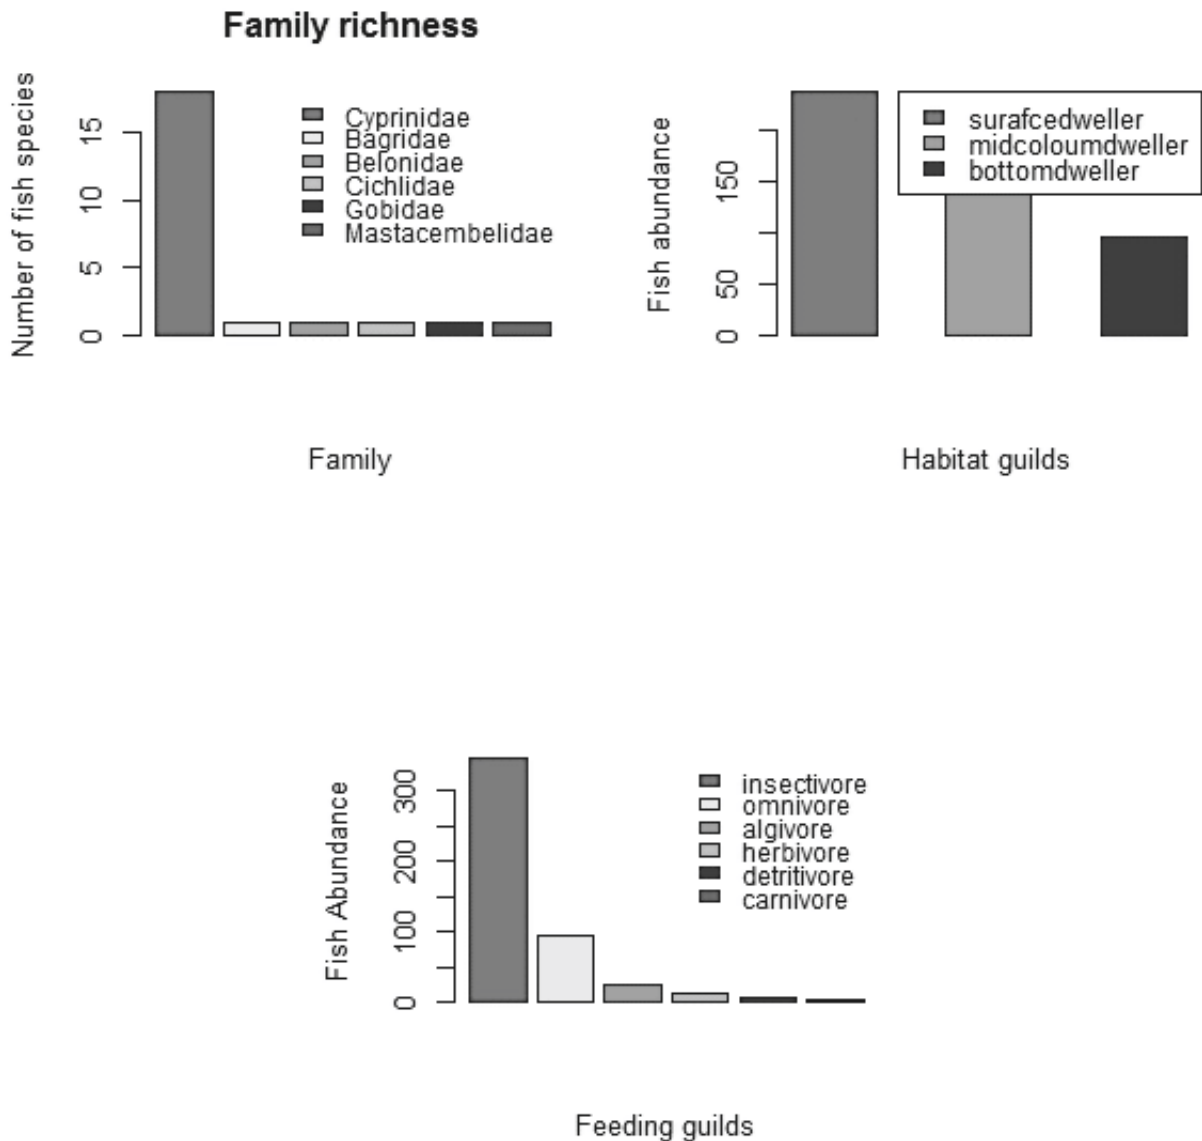 Family richness
Number of fish species
0
5
10
15
Cyprinidae
Bagridae
Belonidae
Cichlidae
Gobidae
Mastacembelidae
Family
Fish abundance
0
50
150
surafcedweller
midcoloumdweller
bottomdweller
Habitat guilds
Fish Abundance
0
100
200
300
insectivore
omnivore
algivore
herbivore
detritivore
carnivore
Feeding guilds